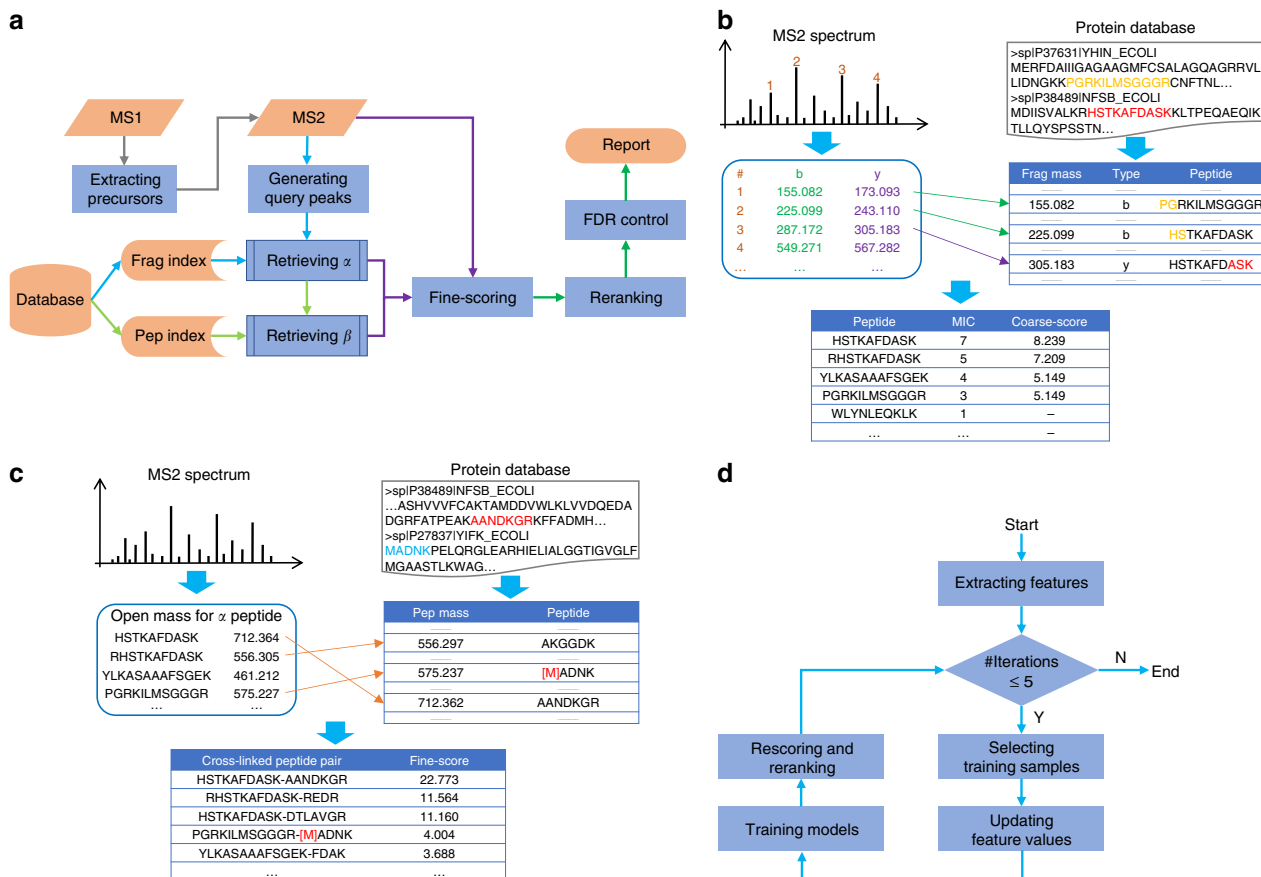 a
MS1
MS2
Report
Extracting
precursors
Generating
query peaks
FDR control
Frag index
Retrieving α
Database
Fine-scoring
Reranking
Pep index
Retrieving β
b
MS2 spectrum
Protein database
1
2
3
4
>sp|P37631|YHIN_ECOLI
MERFDAIIIGAGAAGMFCSALAGQAGRRVL
LIDNGKKPGRKILMSGGGRCNFTNL...
>sp|P38489|NFSB_ECOLI
MDIISVALKRHSTKAFDASKKLTPEQAEQIK
TLLQYSPSSTN...
# b y
1 155.082 173.093
2 225.099 243.110
3 287.172 305.183
4 549.271 567.282
... ... ...
Frag mass Type Peptide
155.082 b PGRKILMSGGGR
225.099 b HSTKAFDASK
305.183 y HSTKAFDASK
Peptide MIC Coarse-score
HSTKAFDASK 7 8.239
RHSTKAFDASK 5 7.209
YLKASAAAFSGEK 4 5.149
PGRKILMSGGGR 3 5.149
WLYNLEQKLK 1 –
... ... –
c
MS2 spectrum
Protein database
>sp|P38489|NFSB_ECOLI
...ASHVVVFCAKTAMDDVWLKLVVDQEDA
DGRFATPEAKAANDKGRKFFADMH...
>sp|P27837|YIFK_ECOLI
MADNKPELQRGLEARHIELIALGGTIGVGLF
MGAASTLKWAG...
Open mass for α peptide
HSTKAFDASK 712.364
RHSTKAFDASK 556.305
YLKASAAAFSGEK 461.212
PGRKILMSGGGR 575.227
... ...
Pep mass Peptide
556.297 AKGGDK
575.237 [M]ADNK
712.362 AANDKGR
Cross-linked peptide pair Fine-score
HSTKAFDASK-AANDKGR 22.773
RHSTKAFDASK-REDR 11.564
HSTKAFDASK-DTLAVGR 11.160
PGRKILMSGGGR-[M]ADNK 4.004
YLKASAAAFSGEK-FDAK 3.688
... ...
d
Start
Extracting features
#Iterations
≤ 5
N
End
Y
Rescoring and
reranking
Selecting
training samples
Training models
Updating
feature values